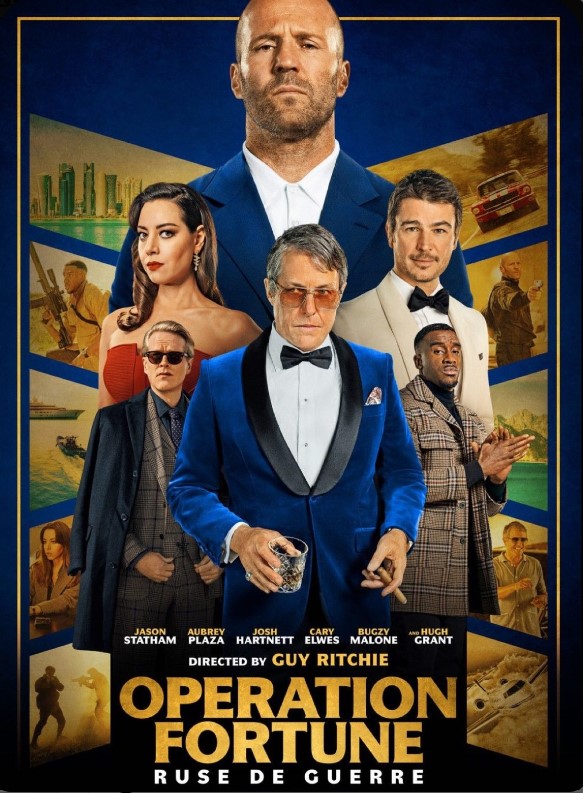 JASON STATHAM AUBREY PLAZA JOSH HARTNETT CARY ELWES BUGZY MALONE AND HUGH GRANT
DIRECTED BY GUY RITCHIE
OPERATION
FORTUNE
RUSE DE GUERRE